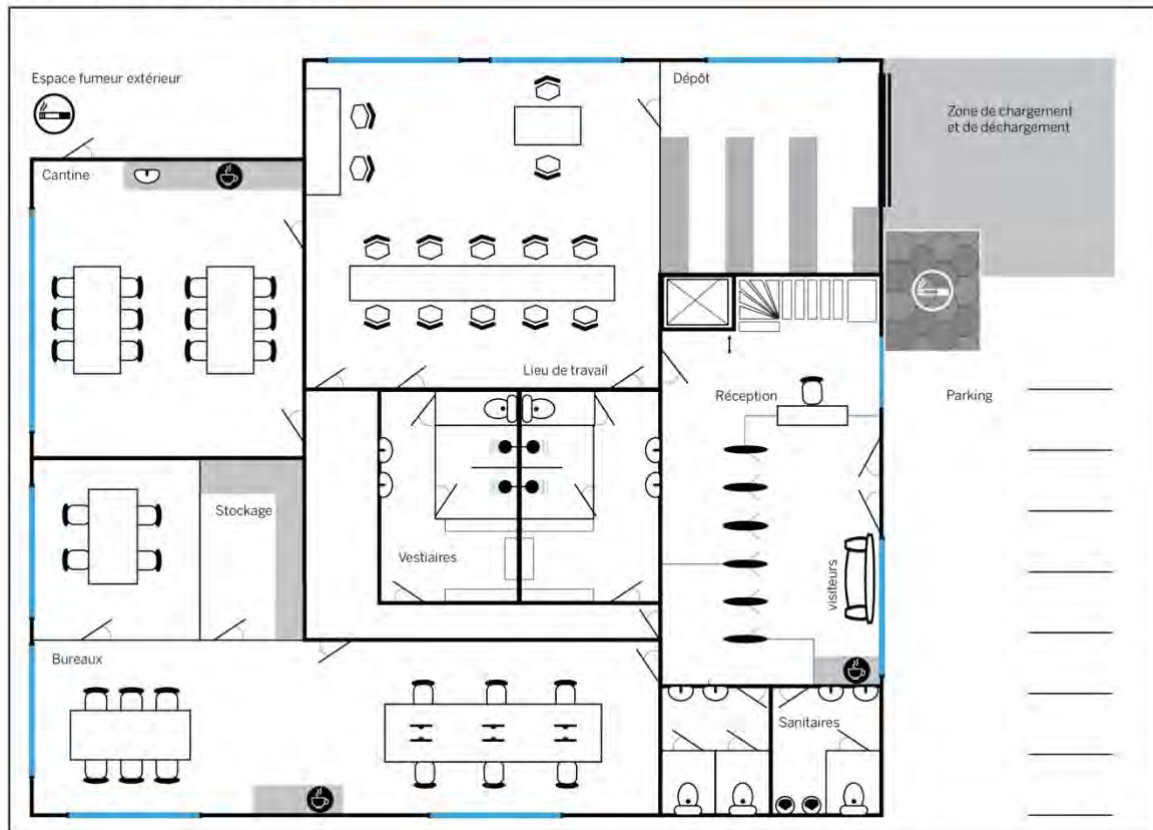 Espace fumeur extérieur
Dépôt
Zone de chargement
et de déchargement
Cantine
Lieu de travail
Réception
Parking
Stockage
Vestiaires
visiteurs
Bureaux
Sanitaires